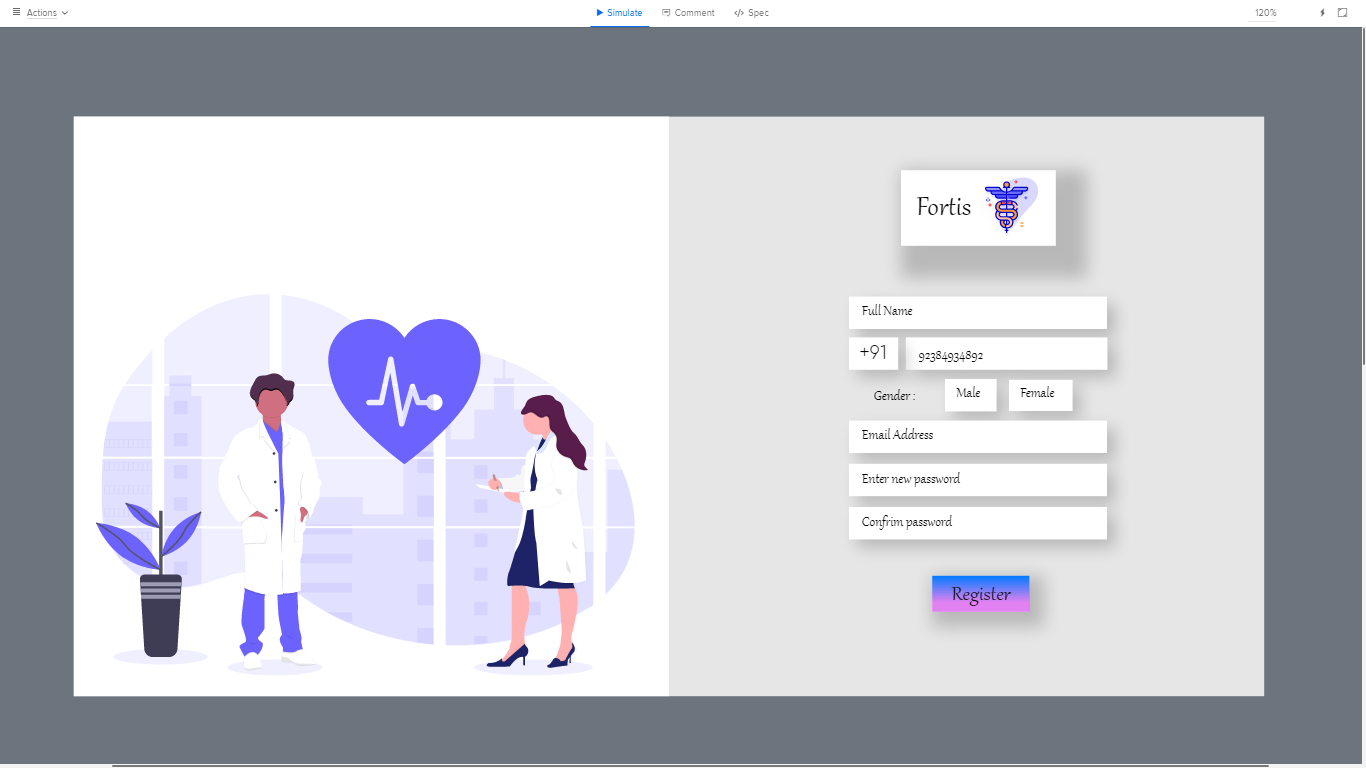 Actions
Simulate
Comment
</> Spec
120%
Fortis
Full Name
+91
92384934892
Gender :
Male
Female
Email Address
Enter new password
Confrim password
Register